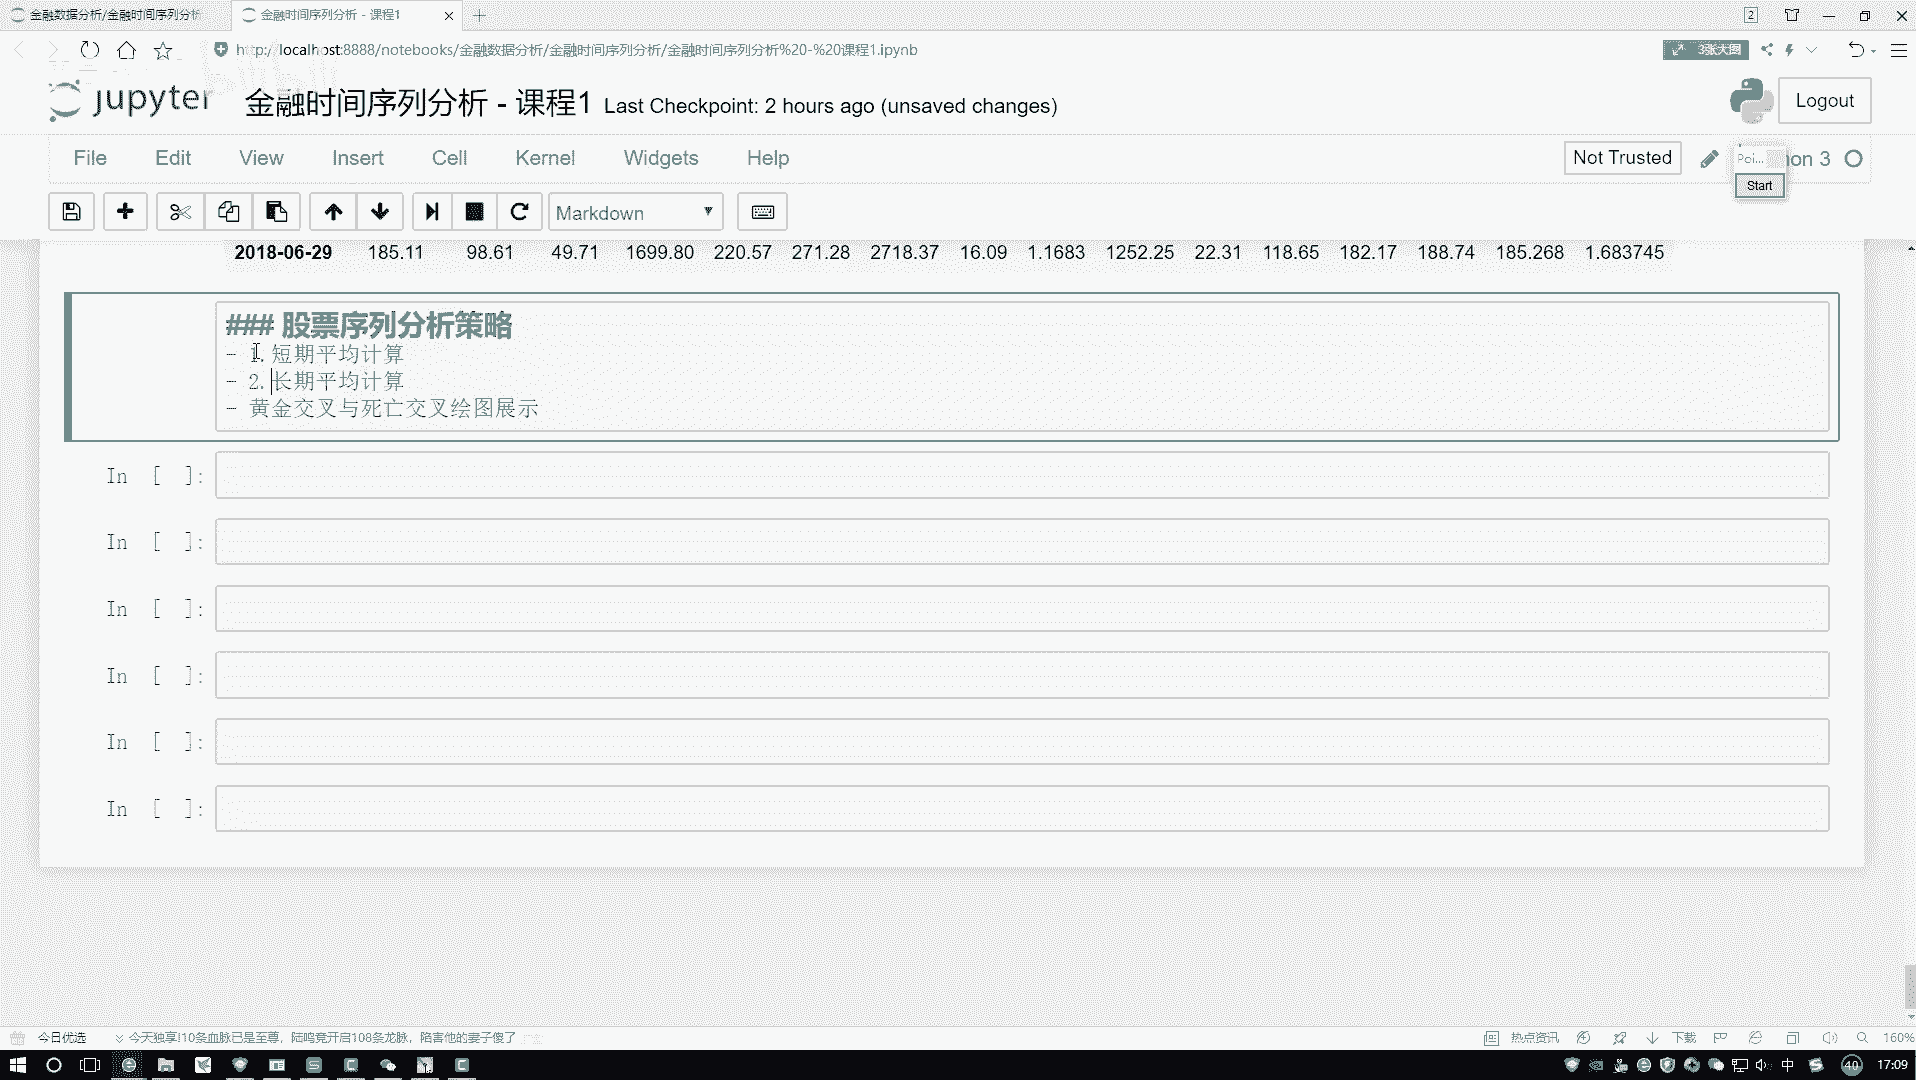 金融数据分析/金融时间序列分析
金融时间序列分析 - 课程1
2
http://localhost:8888/notebooks/金融数据分析/金融时间序列分析/金融时间序列分析%20-%20课程1.ipynb
3张大图
jupyter
金融时间序列分析 - 课程1 Last Checkpoint: 2 hours ago (unsaved changes)
Logout
File Edit View Insert Cell Kernel Widgets Help
Not Trusted
Poi...
on 3
Start
Markdown
2018-06-29 185.11 98.61 49.71 1699.80 220.57 271.28 2718.37 16.09 1.1683 1252.25 22.31 118.65 182.17 188.74 185.268 1.683745
### 股票序列分析策略
- 1.短期平均计算
- 2.长期平均计算
- 黄金交叉与死亡交叉绘图展示
In [ ]:
In [ ]:
In [ ]:
In [ ]:
In [ ]:
In [ ]:
今日优选
今天独享!10条血脉已是至尊，陆鸣竟开启108条龙脉，陷害他的妻子傻了
热点资讯
下载
160%
中
40
17:09